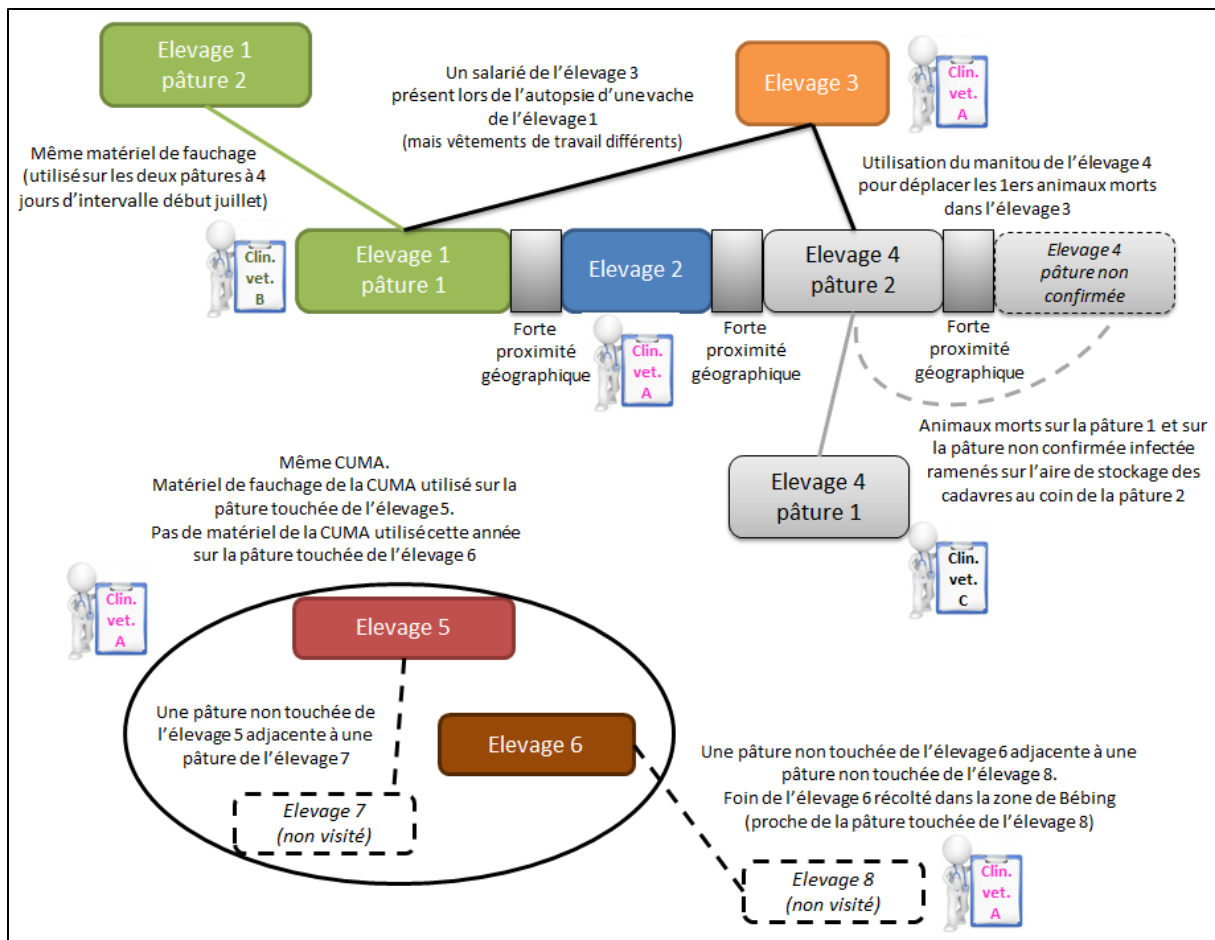 Elevage 1
pâture 2
Un salarié de l'élevage 3
présent lors de l'autopsie d'une vache
de l'élevage 1
(mais vêtements de travail différents)
Elevage 3
Clin.
vet.
A
Même matériel de fauchage
(utilisé sur les deux pâtures à 4
jours d'intervalle début juillet)
Utilisation du manitou de l'élevage 4
pour déplacer les 1ers animaux morts
dans l'élevage 3
Clin.
vet.
B
Elevage 1
pâture 1
Elevage 2
Elevage 4
pâture 2
Elevage 4
pâture non
confirmée
Forte
proximité
géographique
Clin.
vet.
A
Forte
proximité
géographique
Forte
proximité
géographique
Animaux morts sur la pâture 1 et sur
la pâture non confirmée infectée
ramenés sur l'aire de stockage des
cadavres au coin de la pâture 2
Elevage 4
pâture 1
Clin.
vet.
C
Même CUMA.
Matériel de fauchage de la CUMA utilisé sur la
pâture touchée de l'élevage 5.
Pas de matériel de la CUMA utilisé cette année
sur la pâture touchée de l'élevage 6
Clin.
vet.
A
Elevage 5
Une pâture non touchée de
l'élevage 5 adjacente à une
pâture de l'élevage 7
Elevage 6
Elevage 7
(non visité)
Une pâture non touchée de l'élevage 6 adjacente à une
pâture non touchée de l'élevage 8.
Foin de l'élevage 6 récolté dans la zone de Bébing
(proche de la pâture touchée de l'élevage 8)
Elevage 8
(non visité)
Clin.
vet.
A